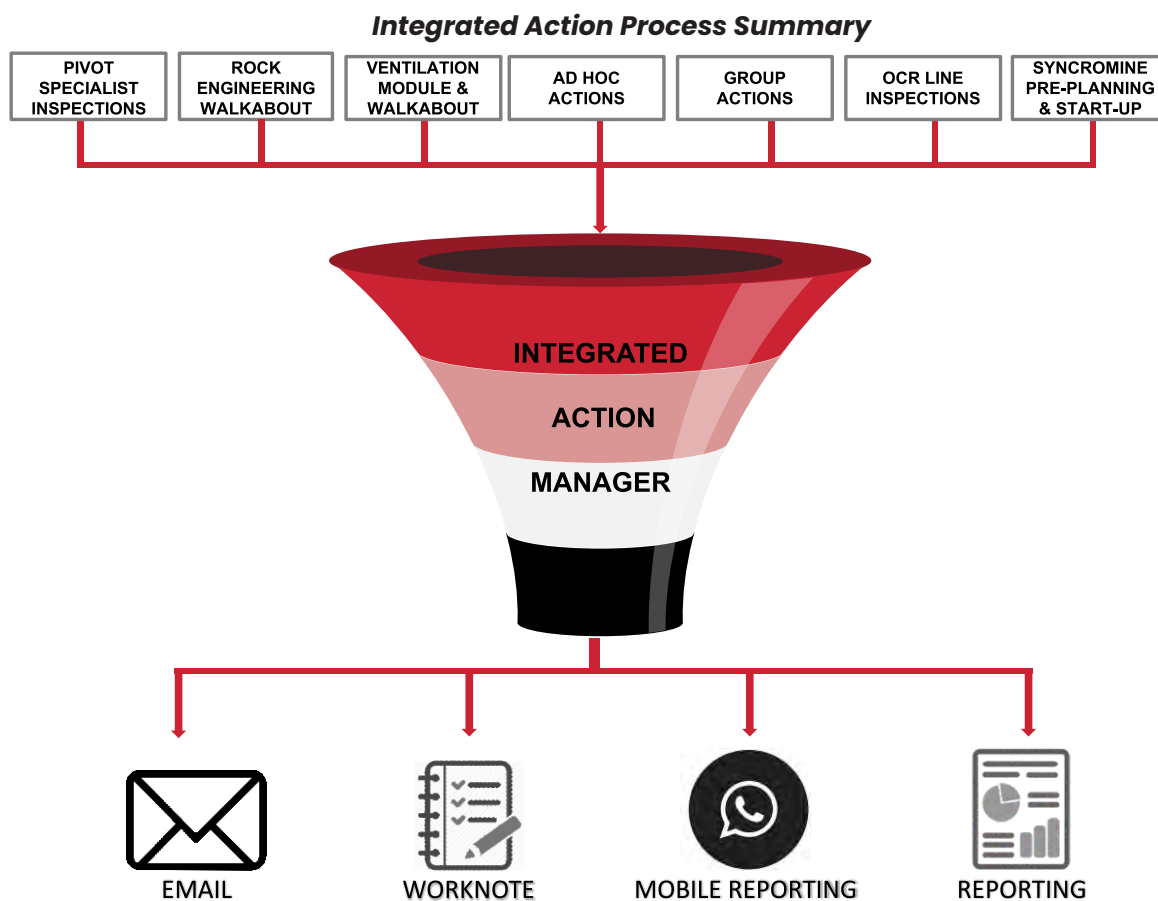 Integrated Action Process Summary
PIVOT
SPECIALIST
INSPECTIONS
ROCK
ENGINEERING
WALKABOUT
VENTILATION
MODULE &
WALKABOUT
AD HOC
ACTIONS
GROUP
ACTIONS
OCR LINE
INSPECTIONS
SYNCROMINE
PRE-PLANNING
& START-UP
INTEGRATED
ACTION
MANAGER
EMAIL
WORKNOTE
MOBILE REPORTING
REPORTING